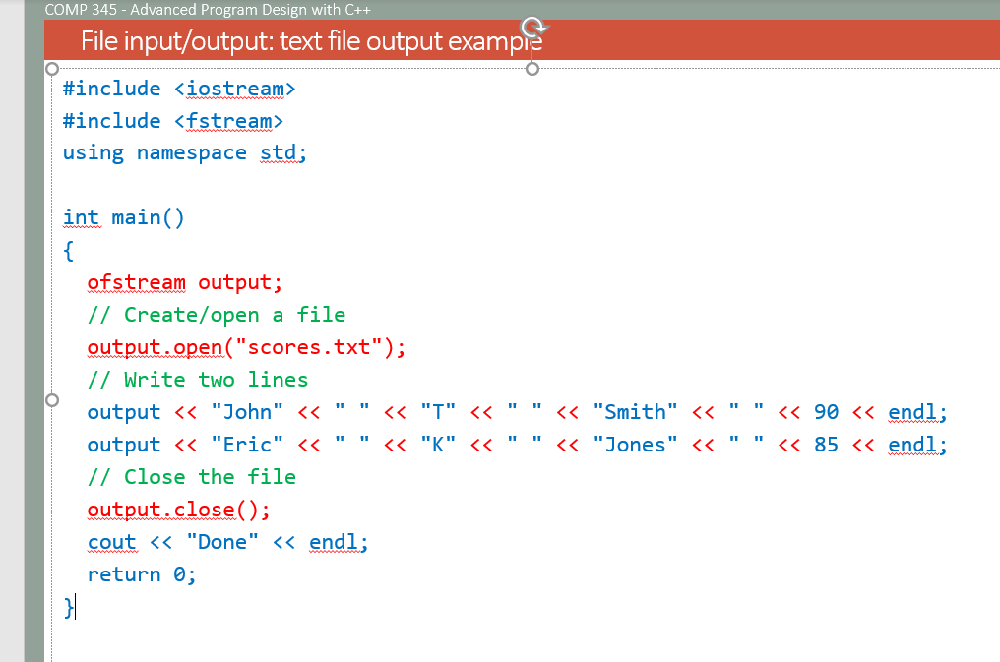 COMP 345 - Advanced Program Design with C++
File input/output: text file output example
#include <iostream>
#include <fstream>
using namespace std;

int main()
{
  ofstream output;
  // Create/open a file
  output.open("scores.txt");
  // Write two lines
  output << "John" << " " << "T" << " " << "Smith" << " " << 90 << endl;
  output << "Eric" << " " << "K" << " " << "Jones" << " " << 85 << endl;
  // Close the file
  output.close();
  cout << "Done" << endl;
  return 0;
}